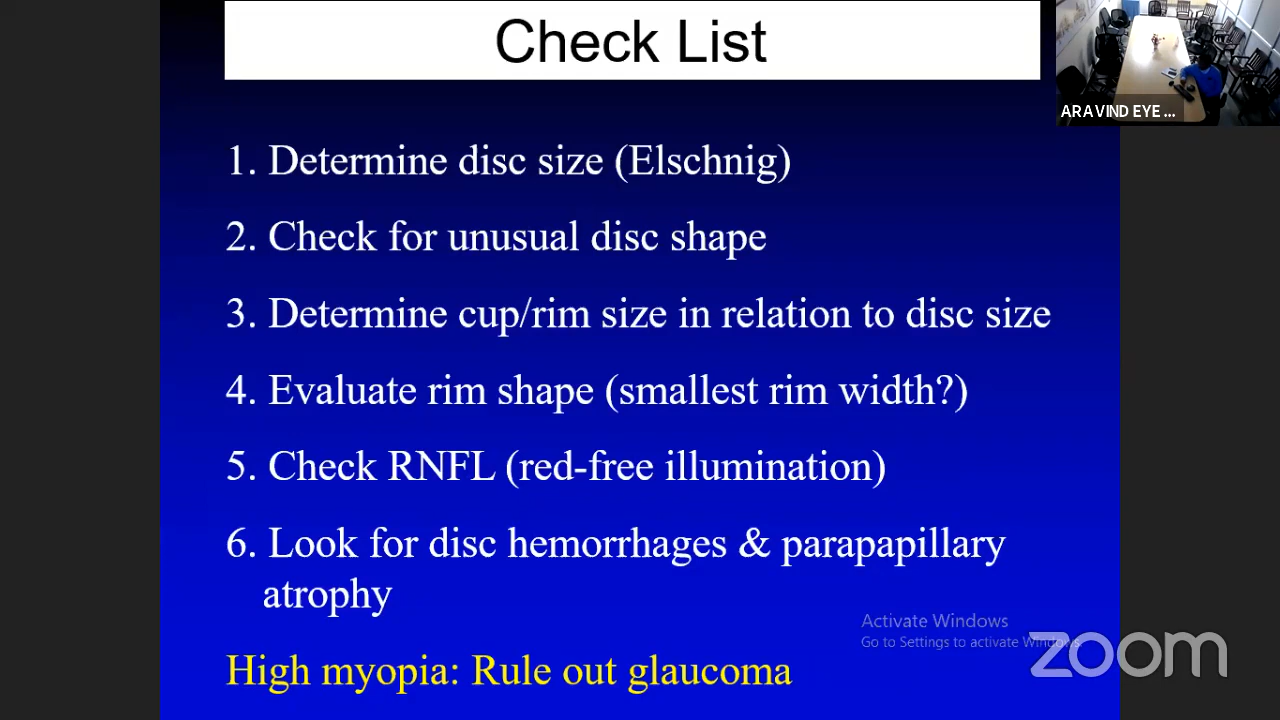 Check List
ARAVIND EYE ...
1. Determine disc size (Elschnig)
2. Check for unusual disc shape
3. Determine cup/rim size in relation to disc size
4. Evaluate rim shape (smallest rim width?)
5. Check RNFL (red-free illumination)
6. Look for disc hemorrhages & parapapillary
atrophy
Activate Windows
Go to Settings to activate Windows.
zoom
High myopia: Rule out glaucoma